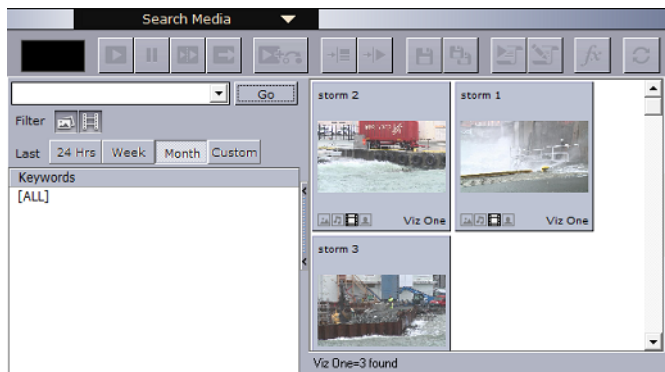 Search Media
Go
Filter
Last 24 Hrs Week Month Custom
Keywords
[ALL]
storm 2
Viz One
storm 1
Viz One
storm 3
Viz One=3 found
fx